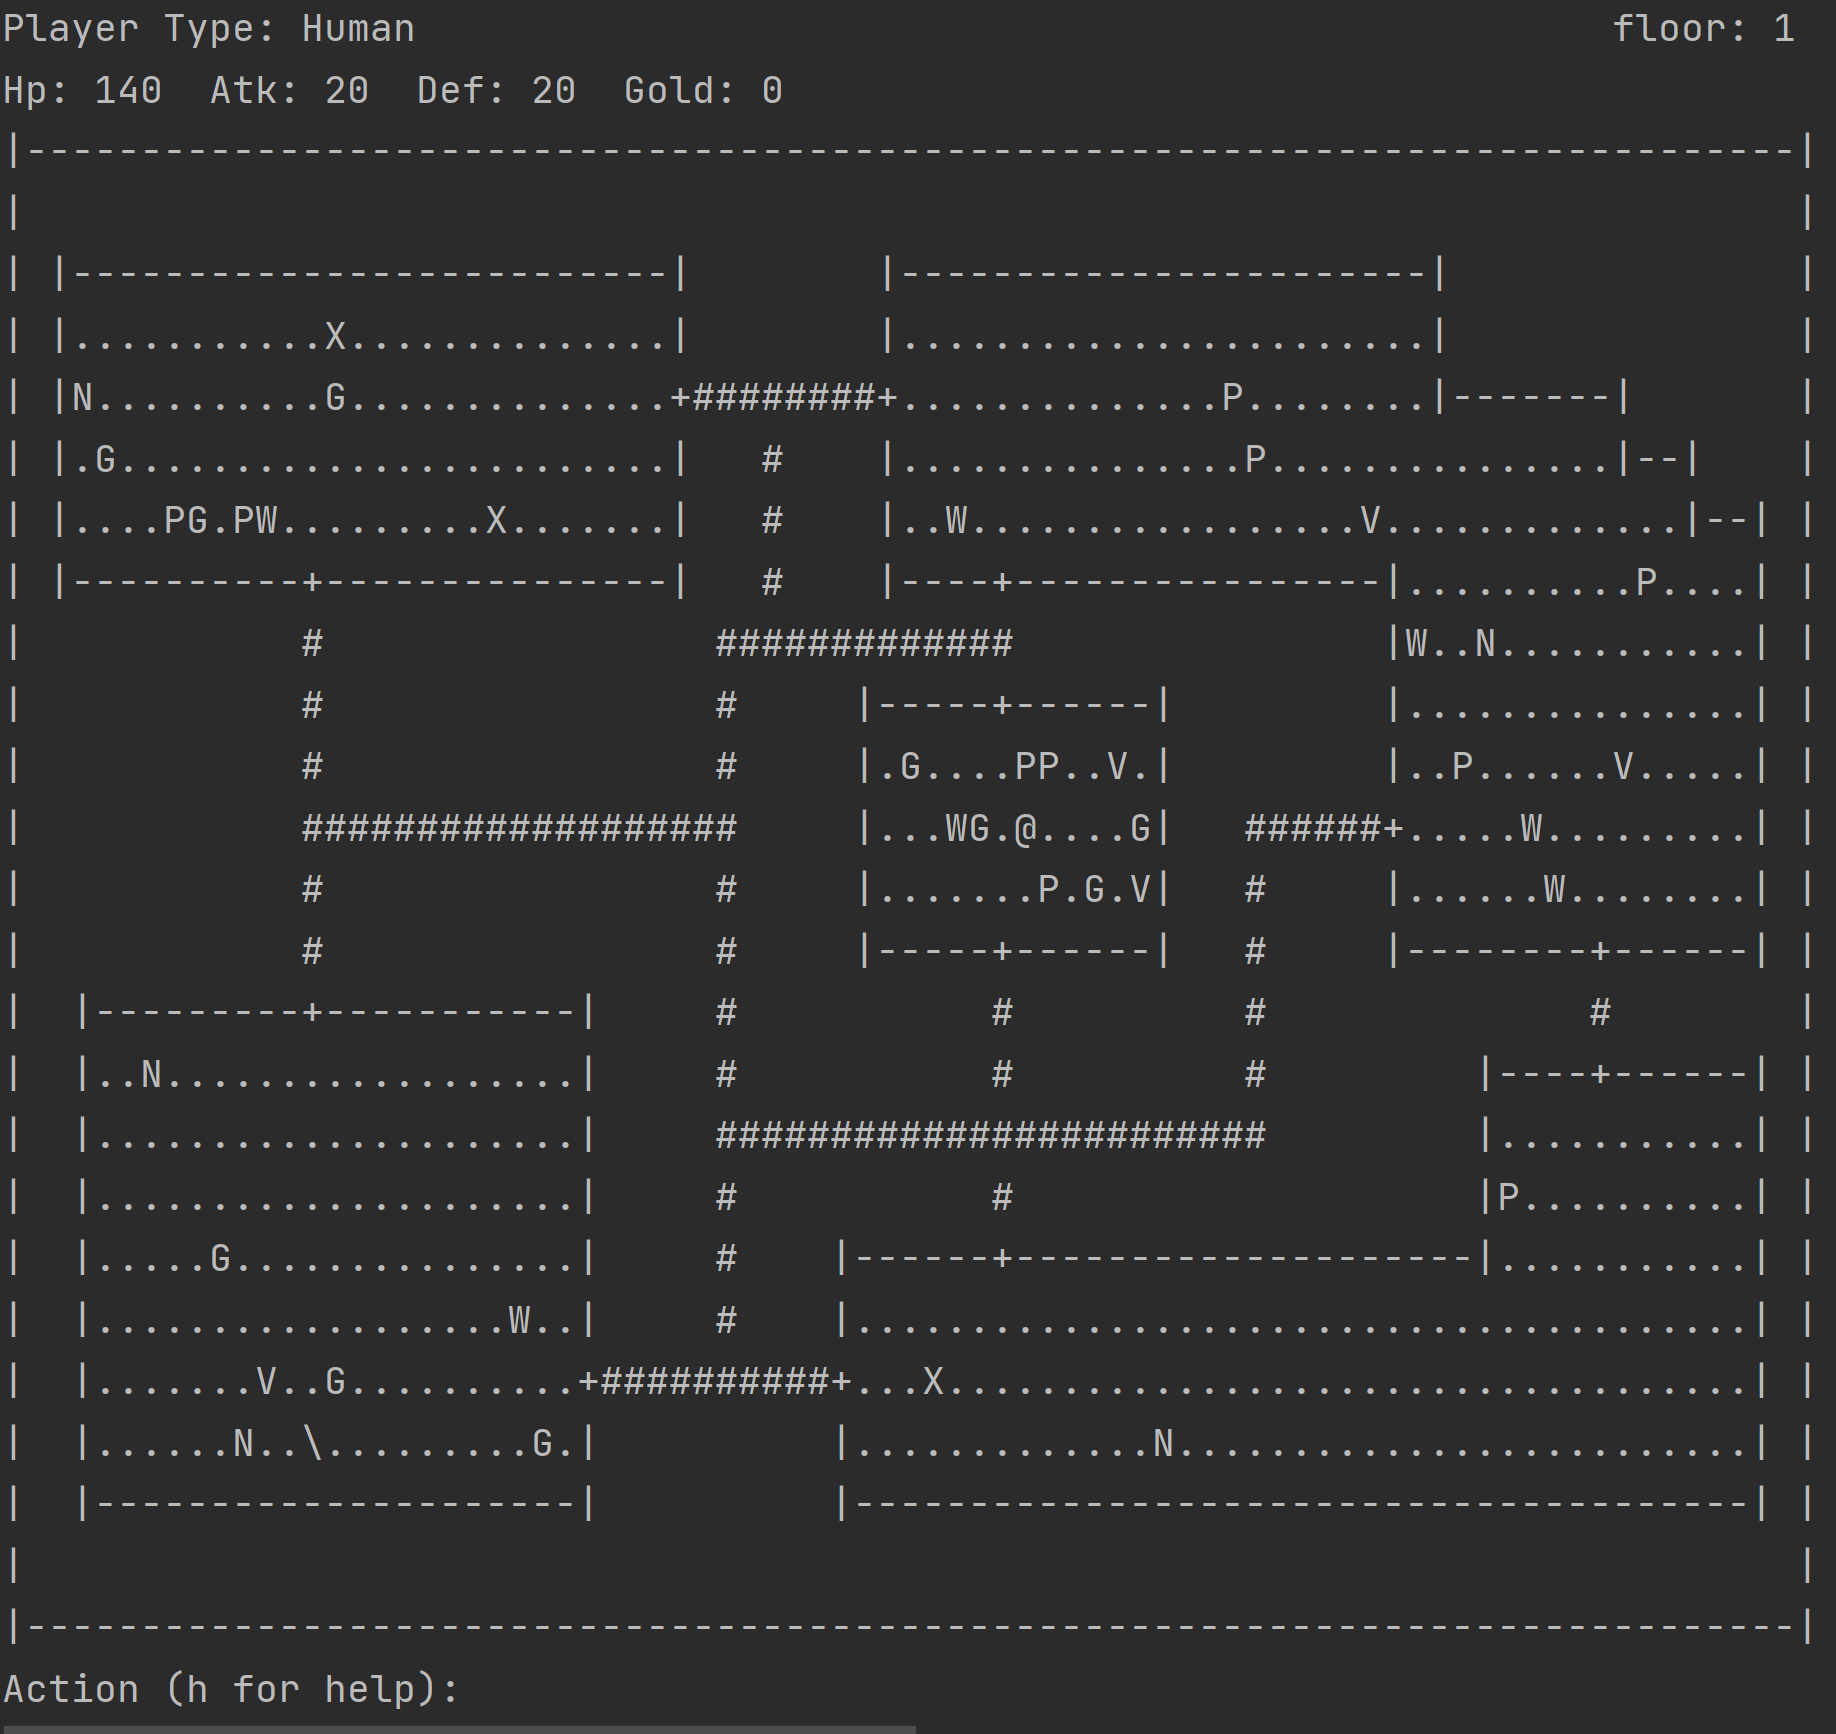 Player Type: Human                                                    floor: 1
Hp: 140  Atk: 20  Def: 20  Gold: 0
|-----------------------------------------------------------------------------|
|                                                                             |
| |--------------------------|        |-----------------------|               |
| |...........X..............|        |.......................|               |
| |N..........G..............+########+..............P........|-------|       |
| |.G........................|   #    |...............P...............|--|    |
| |....PG.PW.........X.......|   #    |..W.................V.............|--| |
| |----------+---------------|   #    |----+----------------|..........P....| |
|            #                 #############                |W..N...........| |
|            #                 #     |-----+------|         |...............| |
|            #                 #     |.G....PP..V.|         |..P......V.....| |
|            ###################     |...WG.@....G|   ######+.....W.........| |
|            #                 #     |.......P.G.V|   #     |......W........| |
|            #                 #     |-----+------|   #     |--------+------| |
|  |---------+-----------|     #           #          #              #        |
|  |..N..................|     #           #          #         |----+------| |
|  |.....................|     ########################         |...........| |
|  |.....................|     #           #                    |P..........| |
|  |.....G...............|     #    |------+--------------------|...........| |
|  |..................W..|     #    |.......................................| |
|  |.......V..G..........+##########+...X...................................| |
|  |......N..\.........G.|          |.............N.........................| |
|  |---------------------|          |---------------------------------------| |
|                                                                             |
|-----------------------------------------------------------------------------|
Action (h for help):